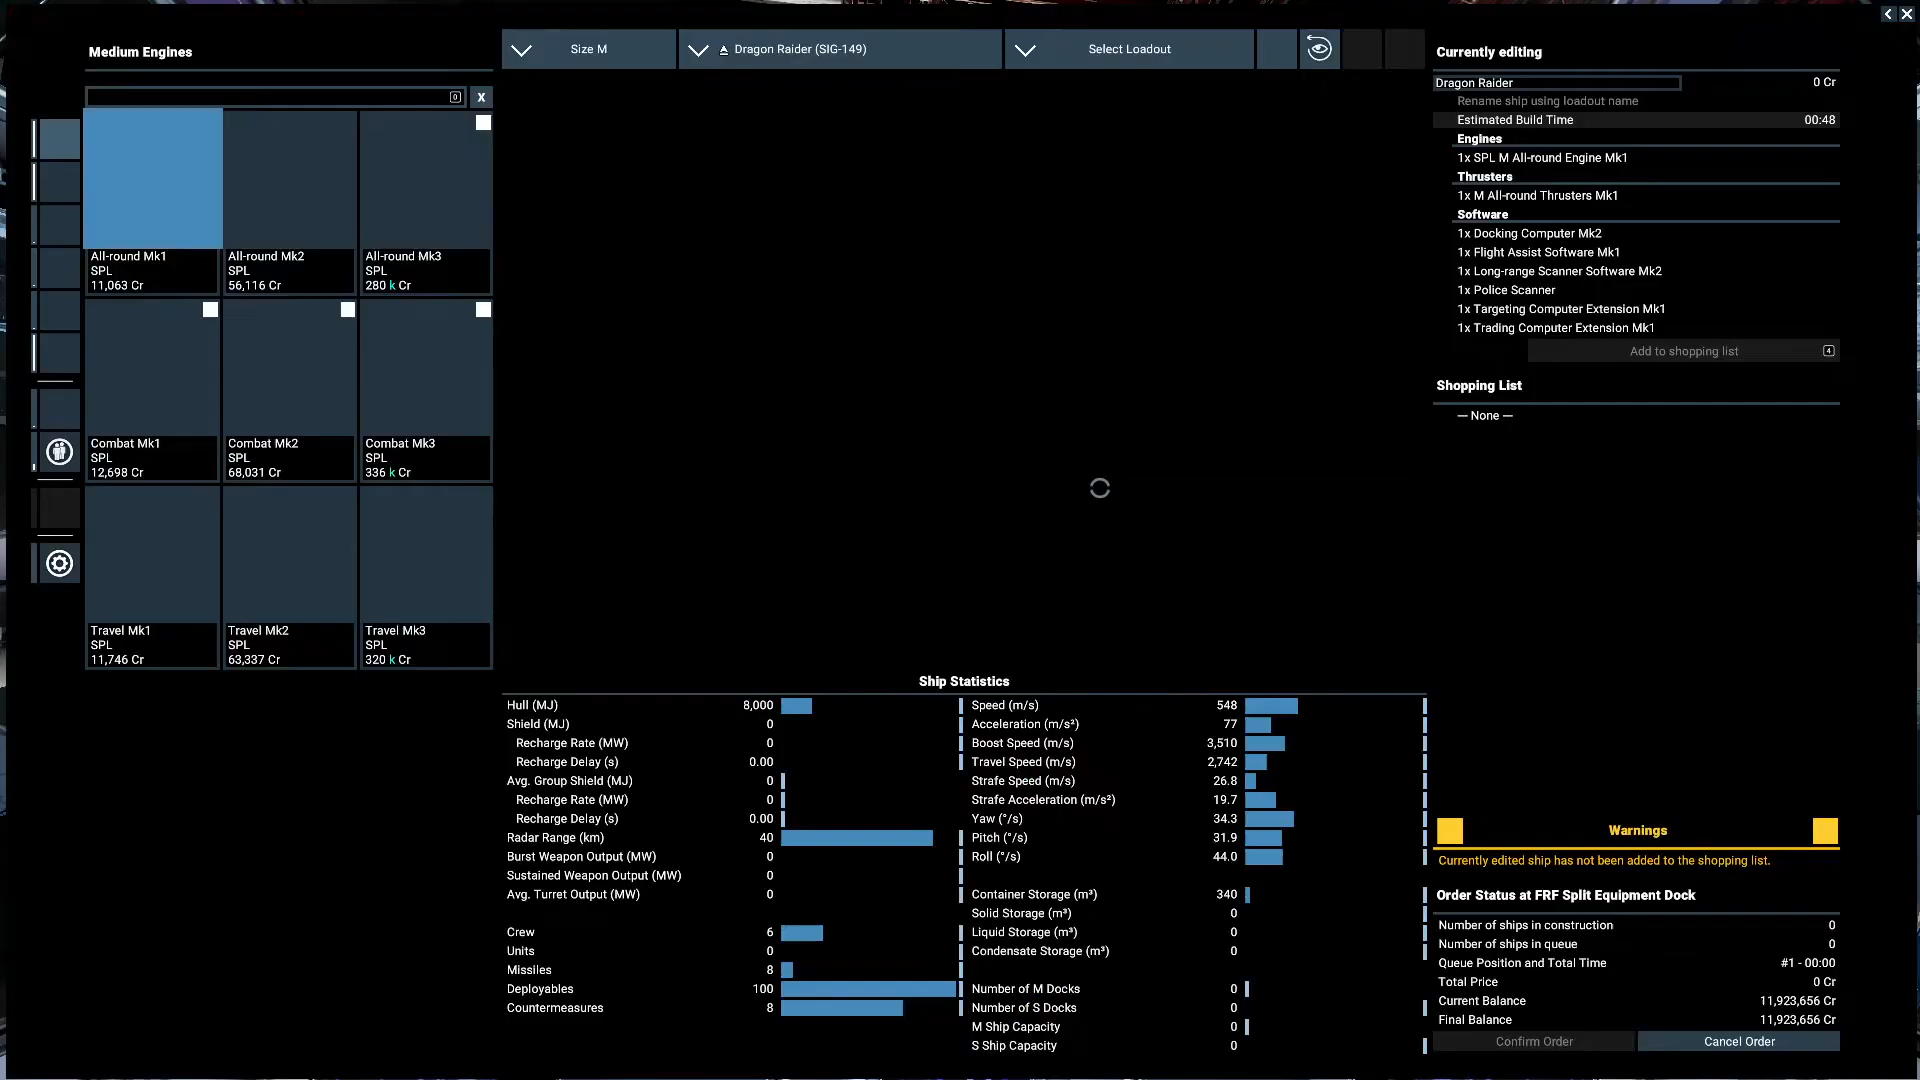 Medium Engines
0
X
All-round Mk1
SPL
11,063 Cr
All-round Mk2
SPL
56,116 Cr
All-round Mk3
SPL
280 k Cr
Combat Mk1
SPL
12,698 Cr
Combat Mk2
SPL
68,031 Cr
Combat Mk3
SPL
336 k Cr
Travel Mk1
SPL
11,746 Cr
Travel Mk2
SPL
63,337 Cr
Travel Mk3
SPL
320 k Cr
Size M
Dragon Raider (SIG-149)
Select Loadout
Ship Statistics
Hull (MJ) 8,000
Shield (MJ) 0
Recharge Rate (MW) 0
Recharge Delay (s) 0.00
Avg. Group Shield (MJ) 0
Recharge Rate (MW) 0
Recharge Delay (s) 0.00
Radar Range (km) 40
Burst Weapon Output (MW) 0
Sustained Weapon Output (MW) 0
Avg. Turret Output (MW) 0
Crew 6
Units 0
Missiles 8
Deployables 100
Countermeasures 8
Speed (m/s) 548
Acceleration (m/s²) 77
Boost Speed (m/s) 3,510
Travel Speed (m/s) 2,742
Strafe Speed (m/s) 26.8
Strafe Acceleration (m/s²) 19.7
Yaw (°/s) 34.3
Pitch (°/s) 31.9
Roll (°/s) 44.0
Container Storage (m³) 340
Solid Storage (m³) 0
Liquid Storage (m³) 0
Condensate Storage (m³) 0
Number of M Docks 0
Number of S Docks 0
M Ship Capacity 0
S Ship Capacity 0
Currently editing
Dragon Raider 0 Cr
Rename ship using loadout name
Estimated Build Time 00:48
Engines
1x SPL M All-round Engine Mk1
Thrusters
1x M All-round Thrusters Mk1
Software
1x Docking Computer Mk2
1x Flight Assist Software Mk1
1x Long-range Scanner Software Mk2
1x Police Scanner
1x Targeting Computer Extension Mk1
1x Trading Computer Extension Mk1
Add to shopping list 4
Shopping List
— None —
Warnings
Currently edited ship has not been added to the shopping list.
Order Status at FRF Split Equipment Dock
Number of ships in construction 0
Number of ships in queue 0
Queue Position and Total Time #1 - 00:00
Total Price 0 Cr
Current Balance 11,923,656 Cr
Final Balance 11,923,656 Cr
Confirm Order
Cancel Order